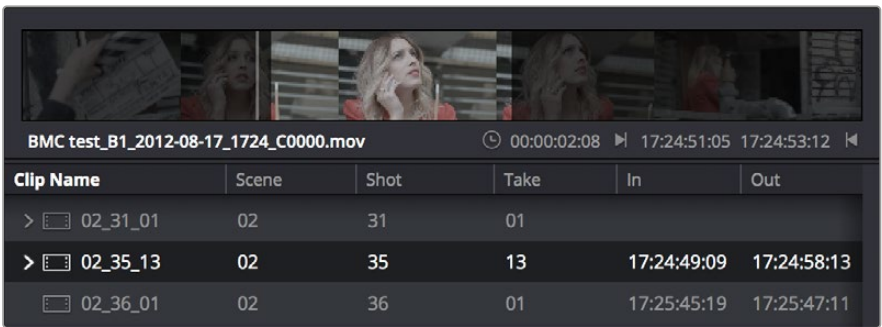 BMC test_B1_2012-08-17_1724_C0000.mov 00:00:02:08 17:24:51:05 17:24:53:12
Clip Name Scene Shot Take In Out
02_31_01 02 31 01
02_35_13 02 35 13 17:24:49:09 17:24:58:13
02_36_01 02 36 01 17:25:45:19 17:25:47:11